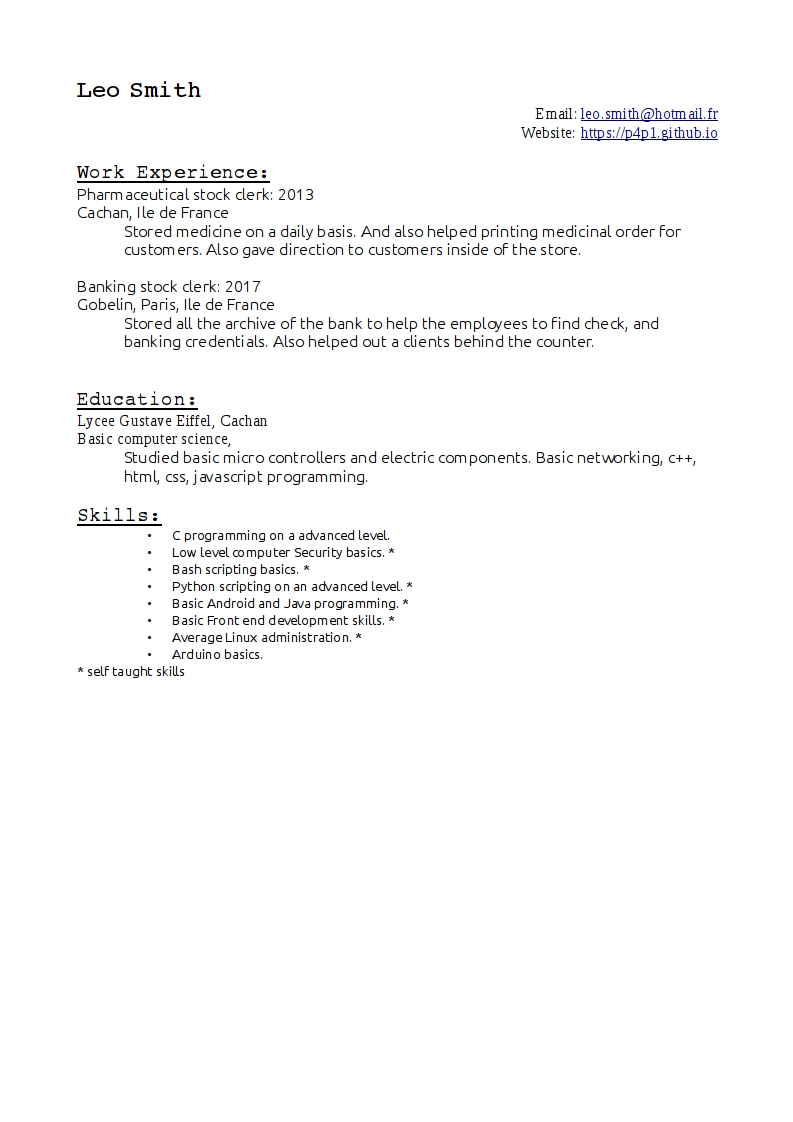 Leo Smith
Email: leo.smith@hotmail.fr
Website: https://p4p1.github.io
Work Experience:
Pharmaceutical stock clerk: 2013
Cachan, Ile de France
Stored medicine on a daily basis. And also helped printing medicinal order for
customers. Also gave direction to customers inside of the store.
Banking stock clerk: 2017
Gobelin, Paris, Ile de France
Stored all the archive of the bank to help the employees to find check, and
banking credentials. Also helped out a clients behind the counter.
Education:
Lycee Gustave Eiffel, Cachan
Basic computer science,
Studied basic micro controllers and electric components. Basic networking, c++,
html, css, javascript programming.
Skills:
• C programming on a advanced level.
• Low level computer Security basics. *
• Bash scripting basics. *
• Python scripting on an advanced level. *
• Basic Android and Java programming. *
• Basic Front end development skills. *
• Average Linux administration. *
• Arduino basics.
* self taught skills